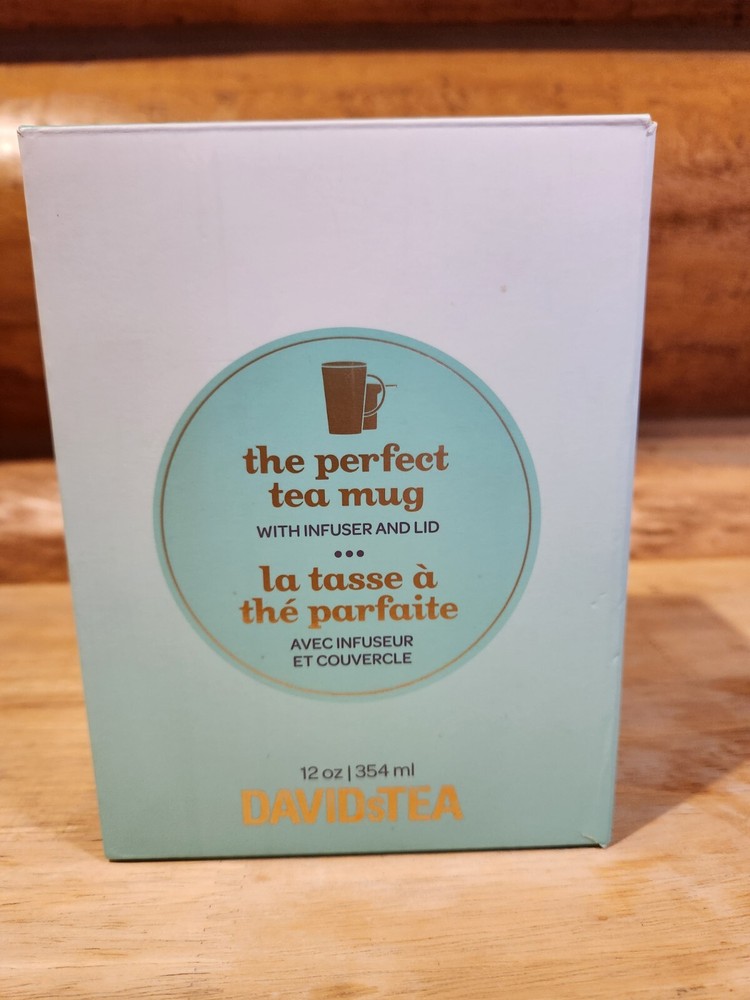 the perfect
tea mug
WITH INFUSER AND LID
•••
la tasse à
thé parfaite
AVEC INFUSEUR
ET COUVERCLE
12 oz | 354 ml
DAVIDsTEA